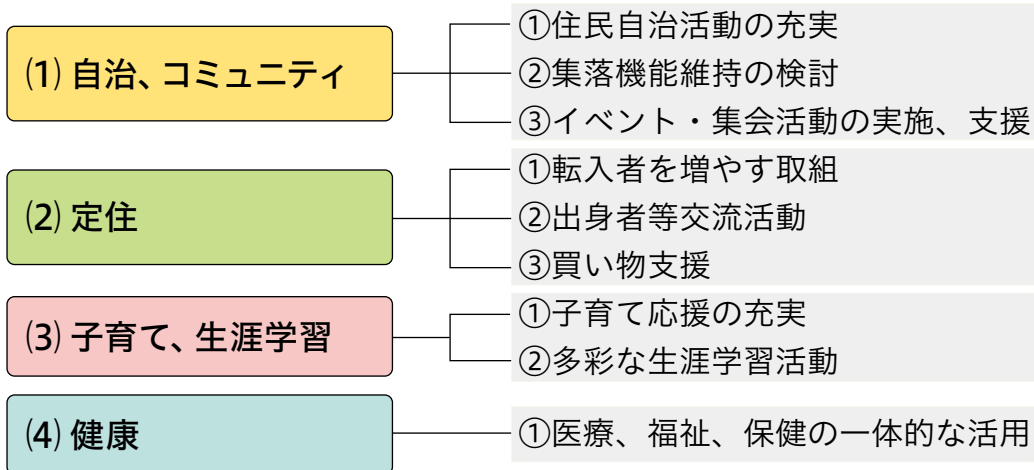 ⑴ 自治、コミュニティ
①住民自治活動の充実
②集落機能維持の検討
③イベント・集会活動の実施、支援
⑵ 定住
①転入者を増やす取組
②出身者等交流活動
③買い物支援
⑶ 子育て、生涯学習
①子育て応援の充実
②多彩な生涯学習活動
⑷ 健康
①医療、福祉、保健の一体的な活用